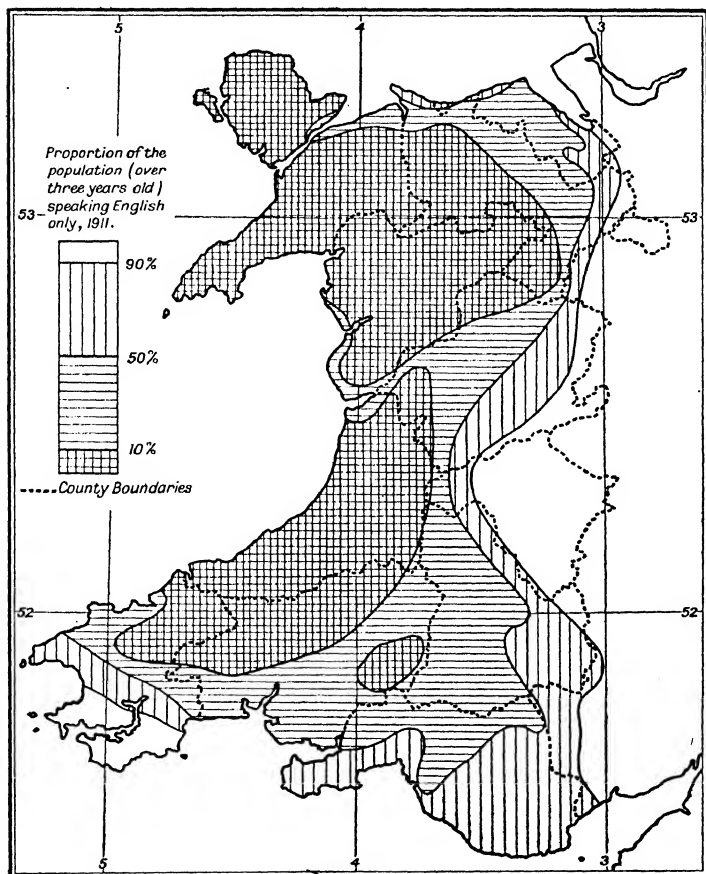 5
4
3
Proportion of the
population (over
three years old)
speaking English
only, 1911.
53
53
90%
50%
10%
County Boundaries
52
52
5
4
3